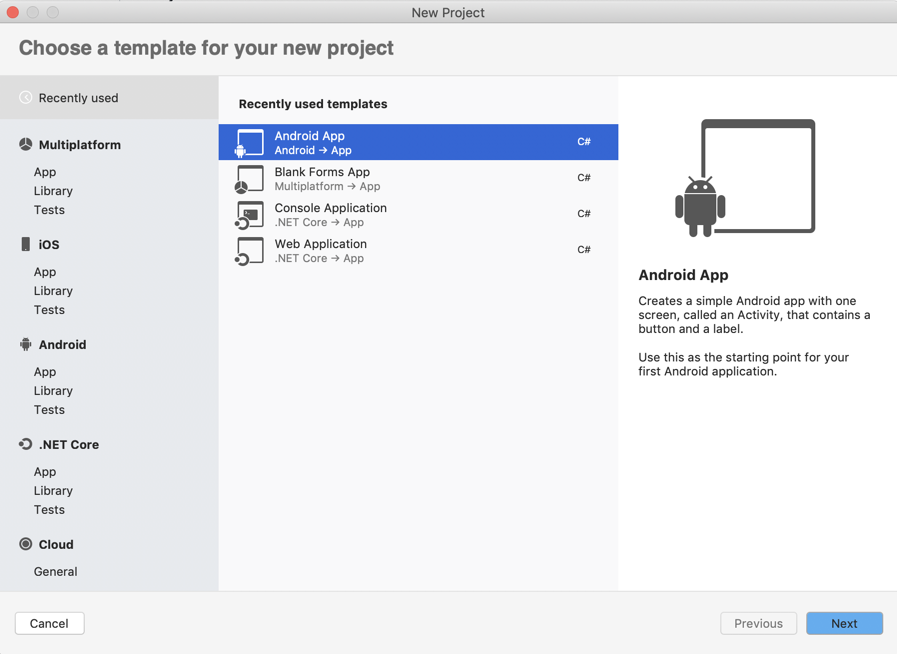 New Project
Choose a template for your new project
Recently used
Multiplatform
App
Library
Tests
iOS
App
Library
Tests
Android
App
Library
Tests
.NET Core
App
Library
Tests
Cloud
General
Recently used templates
Android App
Android → App
C#
Blank Forms App
Multiplatform → App
C#
Console Application
.NET Core → App
C#
Web Application
.NET Core → App
C#
Android App
Creates a simple Android app with one
screen, called an Activity, that contains a
button and a label.
Use this as the starting point for your
first Android application.
Cancel
Previous
Next